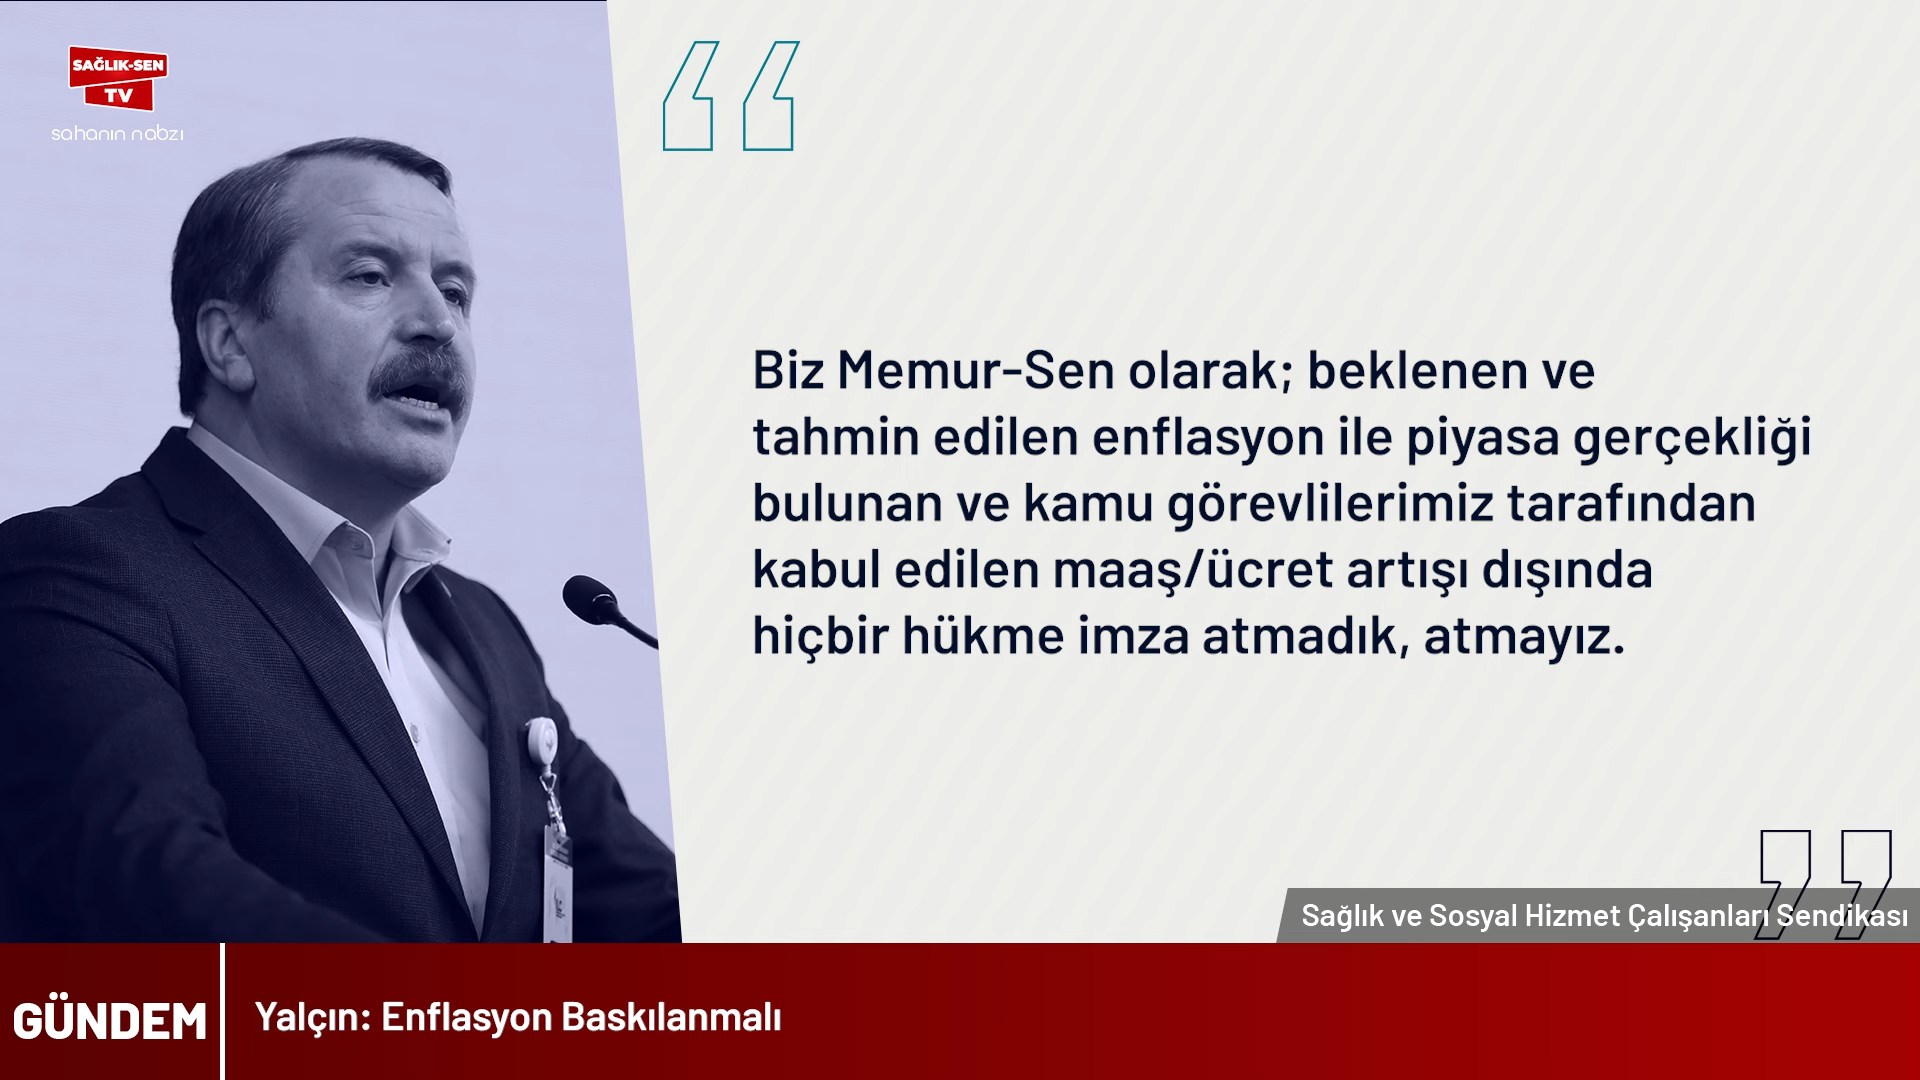 SAĞLIK-SEN
TV
sahanın nabzı
Biz Memur-Sen olarak; beklenen ve
tahmin edilen enflasyon ile piyasa gerçekliği
bulunan ve kamu görevlilerimiz tarafından
kabul edilen maaş/ücret artışı dışında
hiçbir hükme imza atmadık, atmayız.
Sağlık ve Sosyal Hizmet Çalışanları Sendikası
GÜNDEM
Yalçın: Enflasyon Baskılanmalı